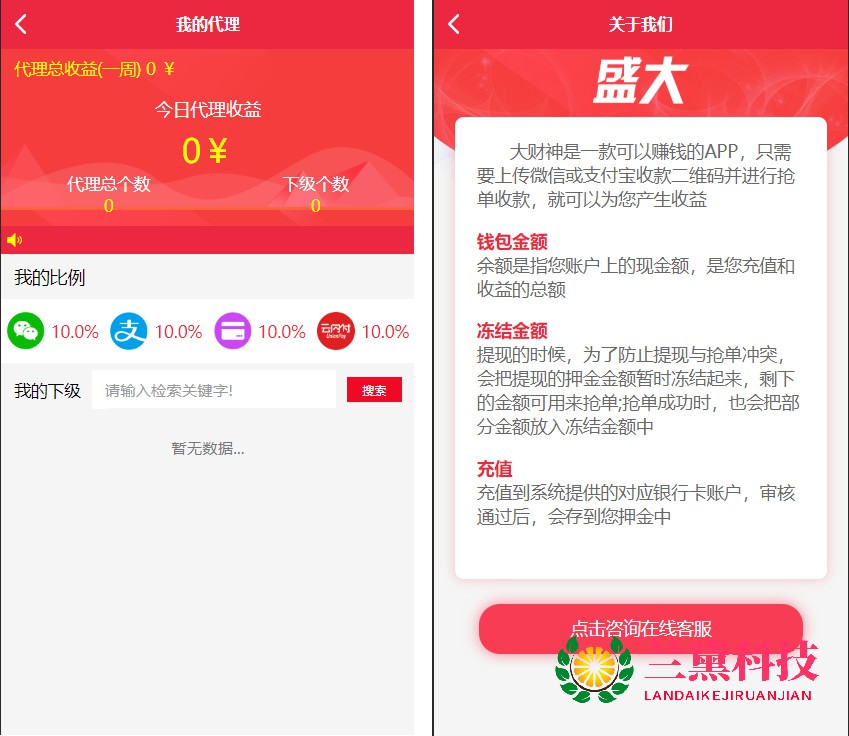 我的代理
代理总收益(一周) 0 ￥
今日代理收益
0￥
代理总个数 下级个数
0 0
我的比例
10.0% 支 10.0% 10.0% 云闪付 UnionPay 10.0%
我的下级 请输入检索关键字! 搜索
暂无数据...
关于我们
盛大
大财神是一款可以赚钱的APP，只需
要上传微信或支付宝收款二维码并进行抢
单收款，就可以为您产生收益
钱包金额
余额是指您账户上的现金额，是您充值和
收益的总额
冻结金额
提现的时候，为了防止提现与抢单冲突，
会把提现的押金金额暂时冻结起来，剩下
的金额可用来抢单;抢单成功时，也会把部
分金额放入冻结金额中
充值
充值到系统提供的对应银行卡账户，审核
通过后，会存到您押金中
点击咨询在线客服
三黨科技
LANDAIKEJIRUANJIAN